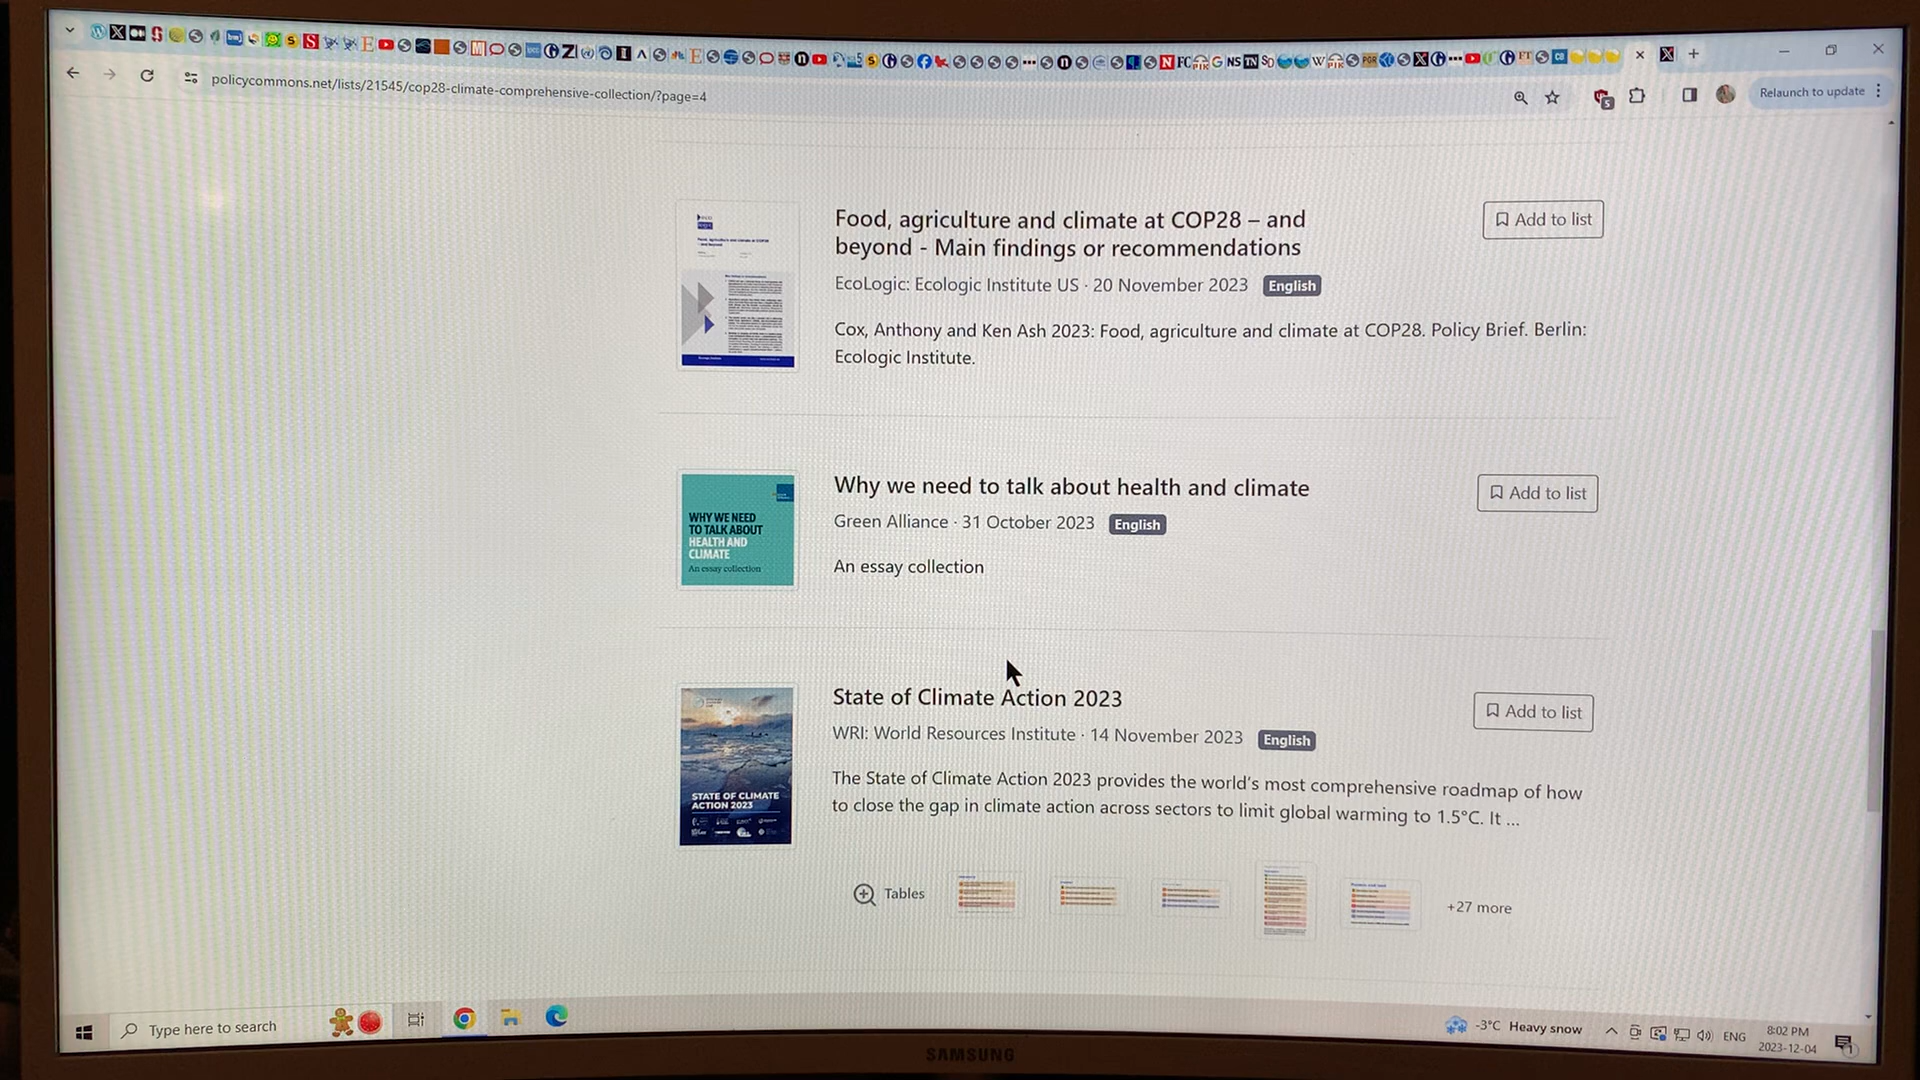 policycommons.net/lists/21545/cop28-climate-comprehensive-collection/?page=4
Relaunch to update
Food, agriculture and climate at COP28 – and
beyond - Main findings or recommendations
Add to list
EcoLogic: Ecologic Institute US · 20 November 2023 English
Cox, Anthony and Ken Ash 2023: Food, agriculture and climate at COP28. Policy Brief. Berlin:
Ecologic Institute.
WHY WE NEED
TO TALK ABOUT
HEALTH AND
CLIMATE
An essay collection
Why we need to talk about health and climate
Add to list
Green Alliance · 31 October 2023 English
An essay collection
STATE OF CLIMATE
ACTION 2023
State of Climate Action 2023
Add to list
WRI: World Resources Institute · 14 November 2023 English
The State of Climate Action 2023 provides the world's most comprehensive roadmap of how
to close the gap in climate action across sectors to limit global warming to 1.5°C. It ...
Tables
+27 more
Type here to search
-3°C Heavy snow
ENG
8:02 PM
2023-12-04
SAMSUNG